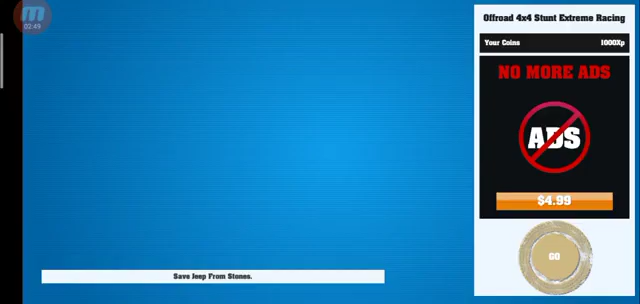 02:49
Offroad 4x4 Stunt Extreme Racing
Your Coins 1000Xp
NO MORE ADS
ADS
$4.99
GO
Save Jeep From Stones.